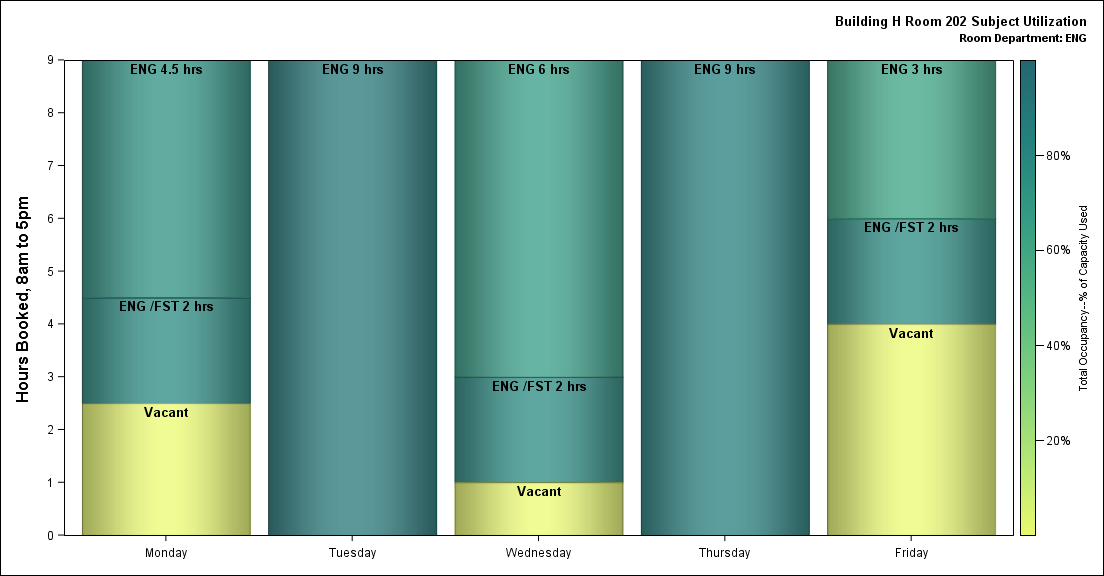 Building H Room 202 Subject Utilization
Room Department: ENG
Hours Booked, 8am to 5pm
9
8
7
6
5
4
3
2
1
0
ENG 4.5 hrs
ENG /FST 2 hrs
Vacant
ENG 9 hrs
ENG 6 hrs
ENG /FST 2 hrs
Vacant
ENG 9 hrs
ENG 3 hrs
ENG /FST 2 hrs
Vacant
Monday
Tuesday
Wednesday
Thursday
Friday
80%
60%
40%
20%
Total Occupancy--% of Capacity Used